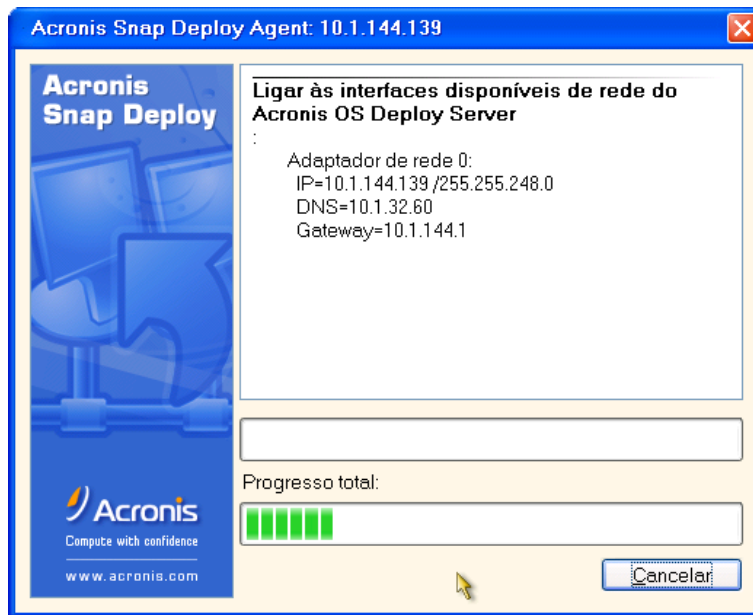 Acronis Snap Deploy Agent: 10.1.144.139
Acronis
Snap Deploy
Ligar às interfaces disponíveis de rede do
Acronis OS Deploy Server
:
Adaptador de rede 0:
IP=10.1.144.139 /255.255.248.0
DNS=10.1.32.60
Gateway=10.1.144.1
Progresso total:
Acronis
Compute with confidence
www.acronis.com
Cancelar